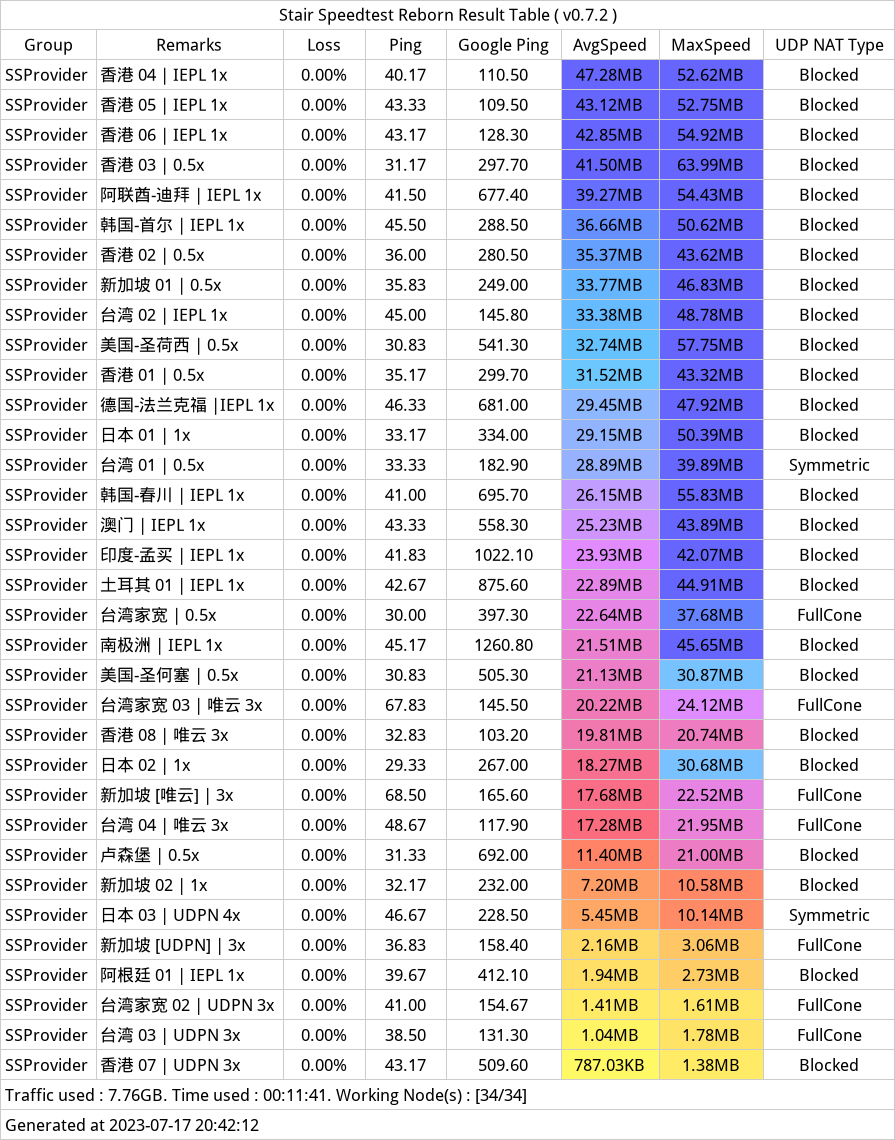 Stair Speedtest Reborn Result Table ( v0.7.2 )
Group Remarks Loss Ping Google Ping AvgSpeed MaxSpeed UDP NAT Type
SSProvider 香港 04 | IEPL 1x 0.00% 40.17 110.50 47.28MB 52.62MB Blocked
SSProvider 香港 05 | IEPL 1x 0.00% 43.33 109.50 43.12MB 52.75MB Blocked
SSProvider 香港 06 | IEPL 1x 0.00% 43.17 128.30 42.85MB 54.92MB Blocked
SSProvider 香港 03 | 0.5x 0.00% 31.17 297.70 41.50MB 63.99MB Blocked
SSProvider 阿联酋-迪拜 | IEPL 1x 0.00% 41.50 677.40 39.27MB 54.43MB Blocked
SSProvider 韩国-首尔 | IEPL 1x 0.00% 45.50 288.50 36.66MB 50.62MB Blocked
SSProvider 香港 02 | 0.5x 0.00% 36.00 280.50 35.37MB 43.62MB Blocked
SSProvider 新加坡 01 | 0.5x 0.00% 35.83 249.00 33.77MB 46.83MB Blocked
SSProvider 台湾 02 | IEPL 1x 0.00% 45.00 145.80 33.38MB 48.78MB Blocked
SSProvider 美国-圣荷西 | 0.5x 0.00% 30.83 541.30 32.74MB 57.75MB Blocked
SSProvider 香港 01 | 0.5x 0.00% 35.17 299.70 31.52MB 43.32MB Blocked
SSProvider 德国-法兰克福 |IEPL 1x 0.00% 46.33 681.00 29.45MB 47.92MB Blocked
SSProvider 日本 01 | 1x 0.00% 33.17 334.00 29.15MB 50.39MB Blocked
SSProvider 台湾 01 | 0.5x 0.00% 33.33 182.90 28.89MB 39.89MB Symmetric
SSProvider 韩国-春川 | IEPL 1x 0.00% 41.00 695.70 26.15MB 55.83MB Blocked
SSProvider 澳门 | IEPL 1x 0.00% 43.33 558.30 25.23MB 43.89MB Blocked
SSProvider 印度-孟买 | IEPL 1x 0.00% 41.83 1022.10 23.93MB 42.07MB Blocked
SSProvider 土耳其 01 | IEPL 1x 0.00% 42.67 875.60 22.89MB 44.91MB Blocked
SSProvider 台湾家宽 | 0.5x 0.00% 30.00 397.30 22.64MB 37.68MB FullCone
SSProvider 南极洲 | IEPL 1x 0.00% 45.17 1260.80 21.51MB 45.65MB Blocked
SSProvider 美国-圣何塞 | 0.5x 0.00% 30.83 505.30 21.13MB 30.87MB Blocked
SSProvider 台湾家宽 03 | 唯云 3x 0.00% 67.83 145.50 20.22MB 24.12MB FullCone
SSProvider 香港 08 | 唯云 3x 0.00% 32.83 103.20 19.81MB 20.74MB Blocked
SSProvider 日本 02 | 1x 0.00% 29.33 267.00 18.27MB 30.68MB Blocked
SSProvider 新加坡 [唯云] | 3x 0.00% 68.50 165.60 17.68MB 22.52MB FullCone
SSProvider 台湾 04 | 唯云 3x 0.00% 48.67 117.90 17.28MB 21.95MB FullCone
SSProvider 卢森堡 | 0.5x 0.00% 31.33 692.00 11.40MB 21.00MB Blocked
SSProvider 新加坡 02 | 1x 0.00% 32.17 232.00 7.20MB 10.58MB Blocked
SSProvider 日本 03 | UDPN 4x 0.00% 46.67 228.50 5.45MB 10.14MB Symmetric
SSProvider 新加坡 [UDPN] | 3x 0.00% 36.83 158.40 2.16MB 3.06MB FullCone
SSProvider 阿根廷 01 | IEPL 1x 0.00% 39.67 412.10 1.94MB 2.73MB Blocked
SSProvider 台湾家宽 02 | UDPN 3x 0.00% 41.00 154.67 1.41MB 1.61MB FullCone
SSProvider 台湾 03 | UDPN 3x 0.00% 38.50 131.30 1.04MB 1.78MB FullCone
SSProvider 香港 07 | UDPN 3x 0.00% 43.17 509.60 787.03KB 1.38MB Blocked
Traffic used : 7.76GB. Time used : 00:11:41. Working Node(s) : [34/34]
Generated at 2023-07-17 20:42:12